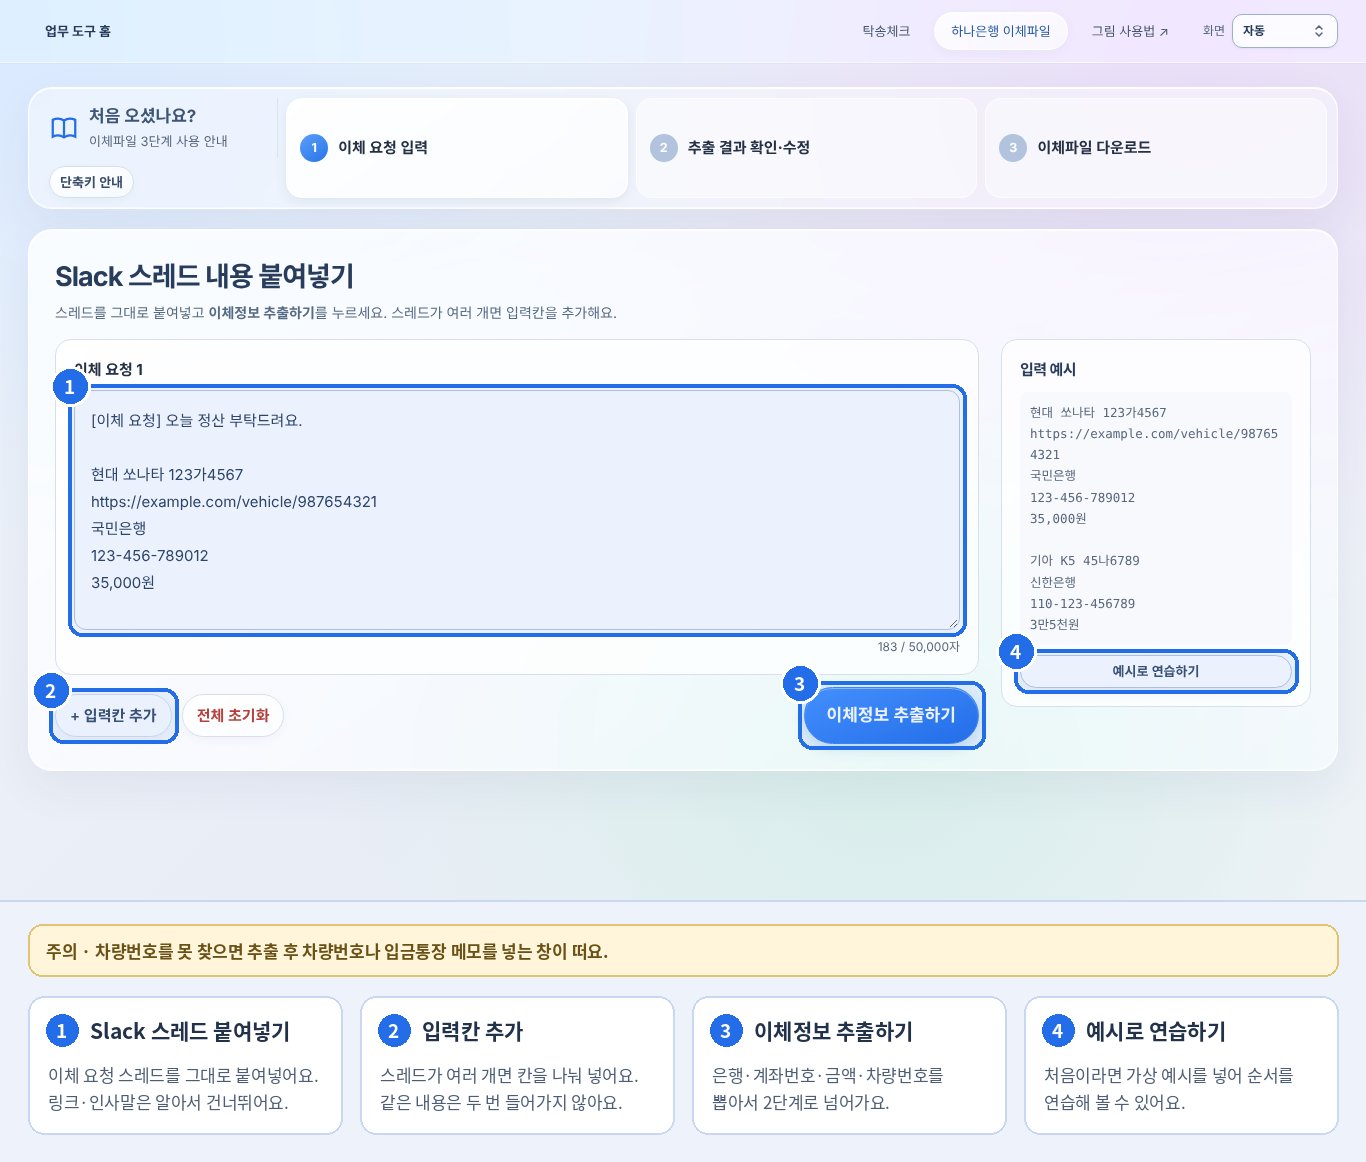 업무 도구 홈
탁송체크
하나은행 이체파일
그림 사용법 ↗
화면
자동
처음 오셨나요?
이체파일 3단계 사용 안내
단축키 안내
1 이체 요청 입력
2 추출 결과 확인·수정
3 이체파일 다운로드
Slack 스레드 내용 붙여넣기
스레드를 그대로 붙여넣고 이체정보 추출하기를 누르세요. 스레드가 여러 개면 입력칸을 추가해요.
이체 요청 1
1
[이체 요청] 오늘 정산 부탁드려요.
현대 쏘나타 123가4567
https://example.com/vehicle/987654321
국민은행
123-456-789012
35,000원
183 / 50,000자
2
+ 입력칸 추가
전체 초기화
3
이체정보 추출하기
입력 예시
현대 쏘나타 123가4567
https://example.com/vehicle/98765
4321
국민은행
123-456-789012
35,000원
기아 K5 45나6789
신한은행
110-123-456789
3만5천원
4
예시로 연습하기
주의 · 차량번호를 못 찾으면 추출 후 차량번호나 입금통장 메모를 넣는 창이 떠요.
1 Slack 스레드 붙여넣기
이체 요청 스레드를 그대로 붙여넣어요.
링크·인사말은 알아서 건너뛰어요.
2 입력칸 추가
스레드가 여러 개면 칸을 나눠 넣어요.
같은 내용은 두 번 들어가지 않아요.
3 이체정보 추출하기
은행·계좌번호·금액·차량번호를
뽑아서 2단계로 넘어가요.
4 예시로 연습하기
처음이라면 가상 예시를 넣어 순서를
연습해 볼 수 있어요.